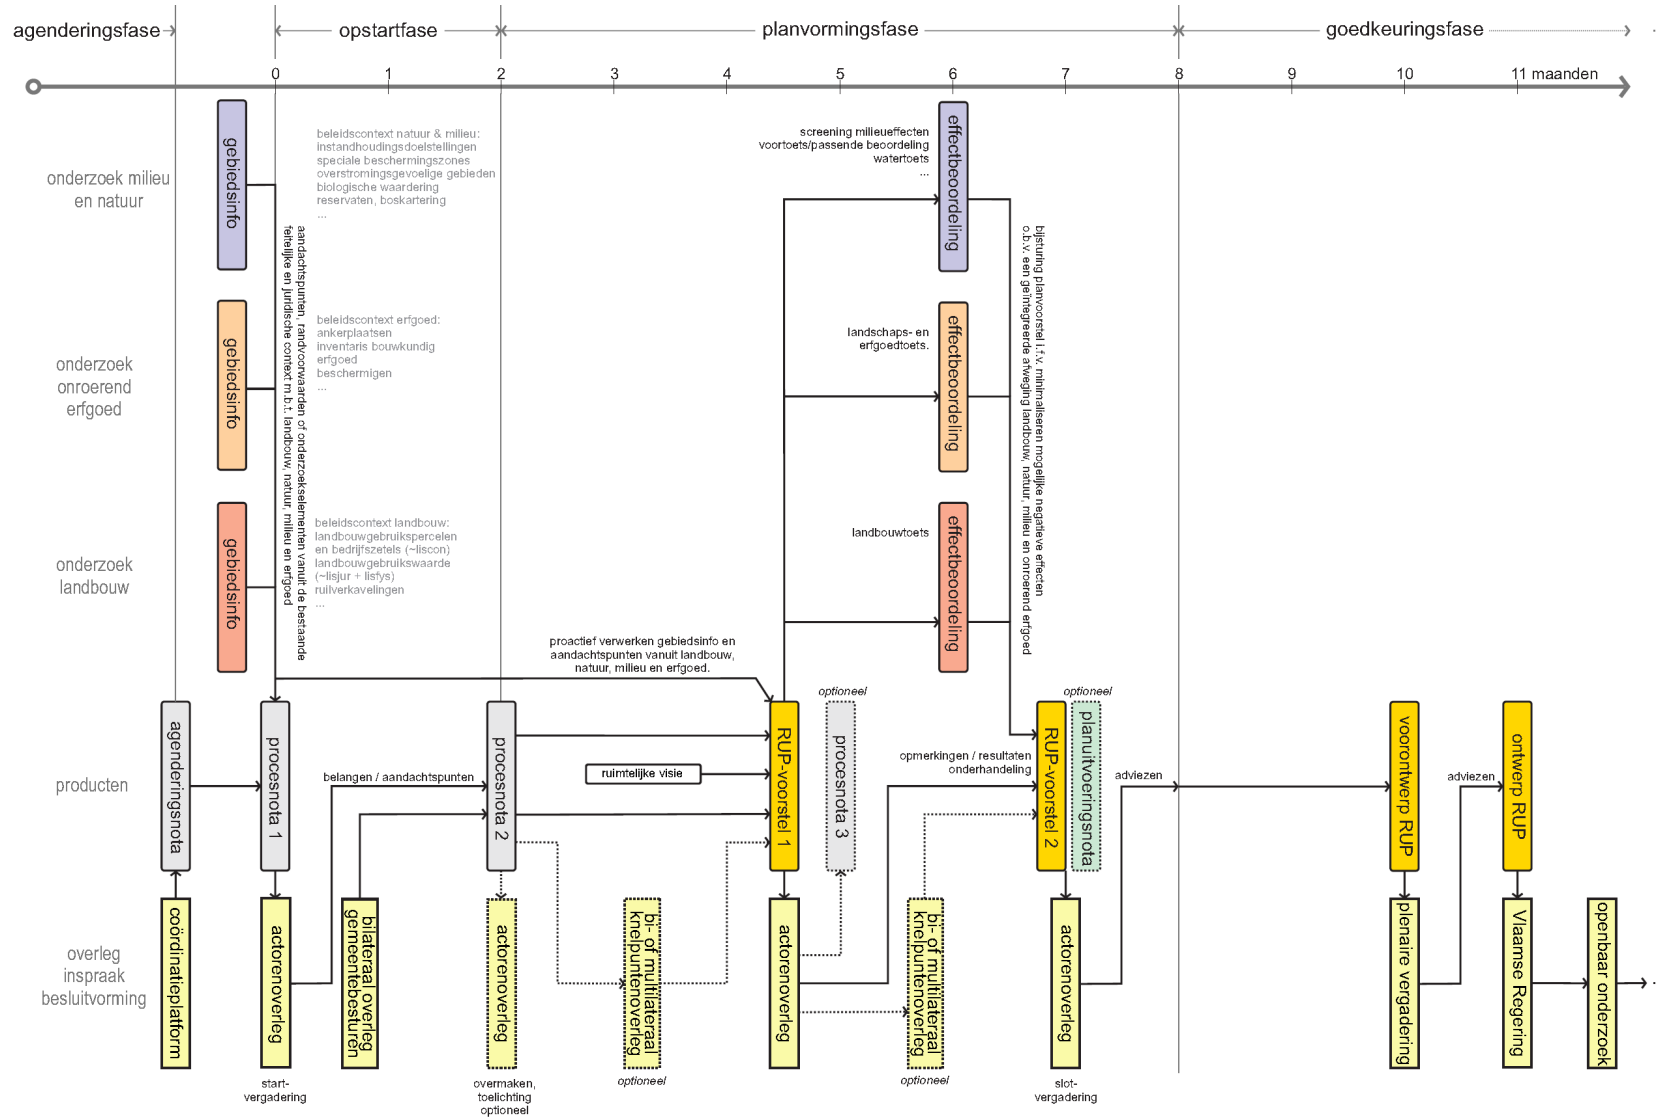 agenderingsfase
opstartfase
planvormingsfase
goedkeuringsfase
0
1
2
3
4
5
6
7
8
9
10
11 maanden
onderzoek milieu
en natuur
gebiedsinfo
beleidscontext natuur & milieu:
instandhoudingsdoelstellingen
speciale beschermingszones
overstromingsgevoelige gebieden
biologische waardering
reservaten, boskartering
...
screening milieueffecten
voortoets/passende beoordeling
watertoets
...
effectbeoordeling
aandachtspunten, randvoorwaarden of onderzoekselementen vanuit de bestaande
feitelijke en juridische context m.b.t. landbouw, natuur, milieu en erfgoed
bijsturing planvoorstel i.f.v. minimaliseren mogelijke negatieve effecten
o.b.v. een geïntegreerde afweging landbouw, natuur, milieu en onroerend erfgoed
onderzoek
onroerend
erfgoed
gebiedsinfo
beleidscontext erfgoed:
ankerplaatsen
inventaris bouwkundig
erfgoed
beschermigen
...
landschaps- en
erfgoedtoets.
effectbeoordeling
onderzoek
landbouw
gebiedsinfo
beleidscontext landbouw:
landbouwgebruikspercelen
en bedrijfszetels (~liscon)
landbouwgebruikswaarde
(~lisjur + lisfys)
ruilverkavelingen
...
landbouwtoets
effectbeoordeling
proactief verwerken gebiedsinfo en
aandachtspunten vanuit landbouw,
natuur, milieu en erfgoed.
producten
agenderingsnota
procesnota 1
belangen / aandachtspunten
procesnota 2
ruimtelijke visie
RUP-voorstel 1
optioneel
procesnota 3
opmerkingen / resultaten
onderhandeling
RUP-voorstel 2
optioneel
planuitvoeringsnota
adviezen
voorontwerp RUP
adviezen
ontwerp RUP
overleg
inspraak
besluitvorming
coördinatieplatform
actorenoverleg
start-
vergadering
bilateraal overleg
gemeentebesturen
actorenoverleg
overmaken,
toelichting
optioneel
bi- of multilateraal
knelpuntenoverleg
optioneel
actorenoverleg
bi- of multilateraal
knelpuntenoverleg
optioneel
actorenoverleg
slot-
vergadering
plenaire vergadering
Vlaamse Regering
openbaar onderzoek